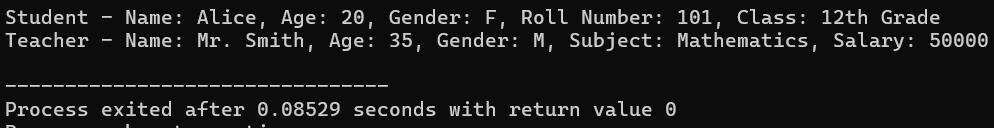 Student - Name: Alice, Age: 20, Gender: F, Roll Number: 101, Class: 12th Grade
Teacher - Name: Mr. Smith, Age: 35, Gender: M, Subject: Mathematics, Salary: 50000
--------------------------------
Process exited after 0.08529 seconds with return value 0